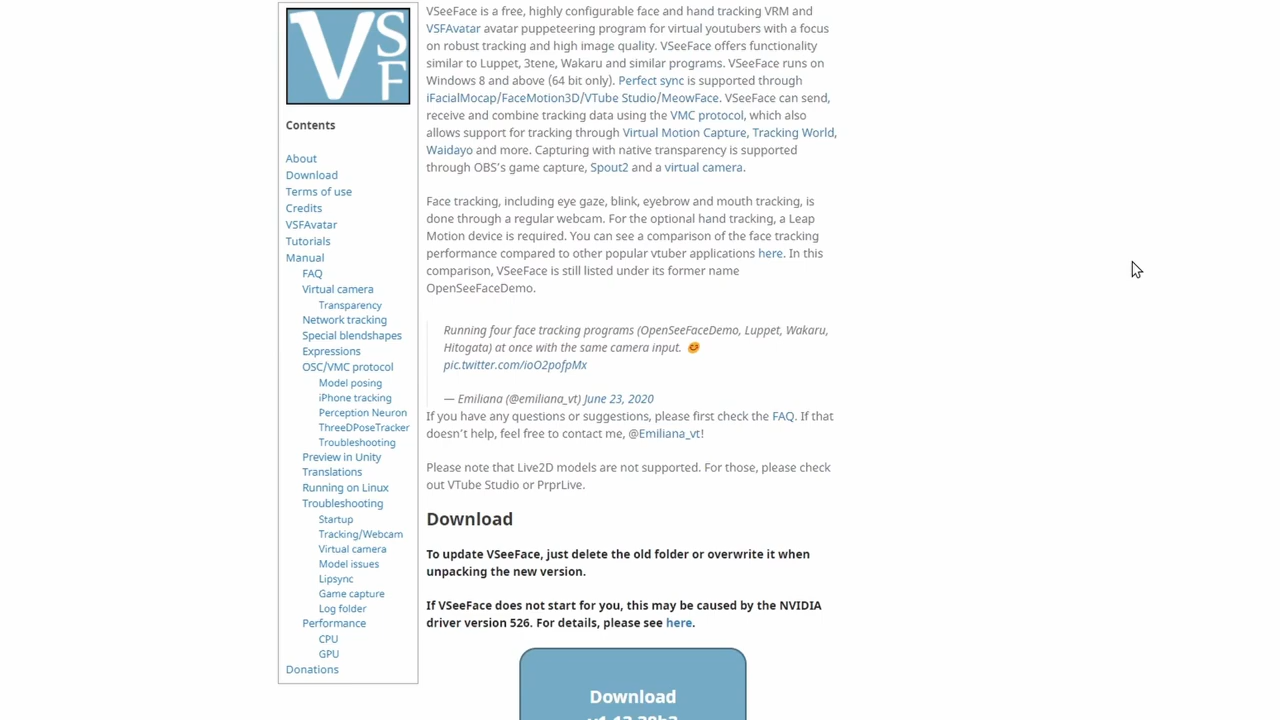 VSF
Contents
About
Download
Terms of use
Credits
VSFAvatar
Tutorials
Manual
FAQ
Virtual camera
Transparency
Network tracking
Special blendshapes
Expressions
OSC/VMC protocol
Model posing
iPhone tracking
Perception Neuron
ThreeDPoseTracker
Troubleshooting
Preview in Unity
Translations
Running on Linux
Troubleshooting
Startup
Tracking/Webcam
Virtual camera
Model issues
Lipsync
Game capture
Log folder
Performance
CPU
GPU
Donations
VSeeFace is a free, highly configurable face and hand tracking VRM and
VSFAvatar avatar puppeteering program for virtual youtubers with a focus
on robust tracking and high image quality. VSeeFace offers functionality
similar to Luppet, 3tene, Wakaru and similar programs. VSeeFace runs on
Windows 8 and above (64 bit only). Perfect sync is supported through
iFacialMocap/FaceMotion3D/VTube Studio/MeowFace. VSeeFace can send,
receive and combine tracking data using the VMC protocol, which also
allows support for tracking through Virtual Motion Capture, Tracking World,
Waidayo and more. Capturing with native transparency is supported
through OBS's game capture, Spout2 and a virtual camera.
Face tracking, including eye gaze, blink, eyebrow and mouth tracking, is
done through a regular webcam. For the optional hand tracking, a Leap
Motion device is required. You can see a comparison of the face tracking
performance compared to other popular vtuber applications here. In this
comparison, VSeeFace is still listed under its former name
OpenSeeFaceDemo.
Running four face tracking programs (OpenSeeFaceDemo, Luppet, Wakaru,
Hitogata) at once with the same camera input. 😊
pic.twitter.com/ioO2pofpMx
— Emiliana (@emiliana_vt) June 23, 2020
If you have any questions or suggestions, please first check the FAQ. If that
doesn't help, feel free to contact me, @Emiliana_vt!
Please note that Live2D models are not supported. For those, please check
out VTube Studio or PrprLive.
Download
To update VSeeFace, just delete the old folder or overwrite it when
unpacking the new version.
If VSeeFace does not start for you, this may be caused by the NVIDIA
driver version 526. For details, please see here.
Download